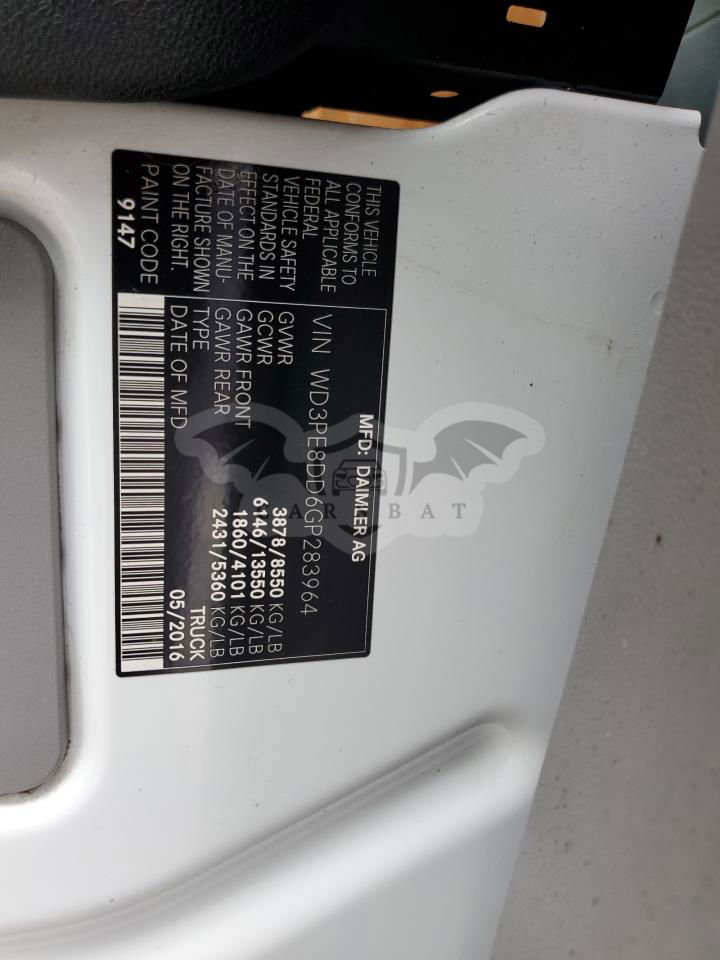 MFD: DAIMLER AG
VIN WD3PE8DD6GP283964
THIS VEHICLE
CONFORMS TO
ALL APPLICABLE
FEDERAL
VEHICLE SAFETY
STANDARDS IN
EFFECT ON THE
DATE OF MANU-
FACTURE SHOWN
ON THE RIGHT.
GVWR 3878/8550 KG/LB
GCWR 6146/13550 KG/LB
GAWR FRONT 1860/4101 KG/LB
GAWR REAR 2431/5360 KG/LB
TYPE TRUCK
DATE OF MFD 05/2016
PAINT CODE
9147